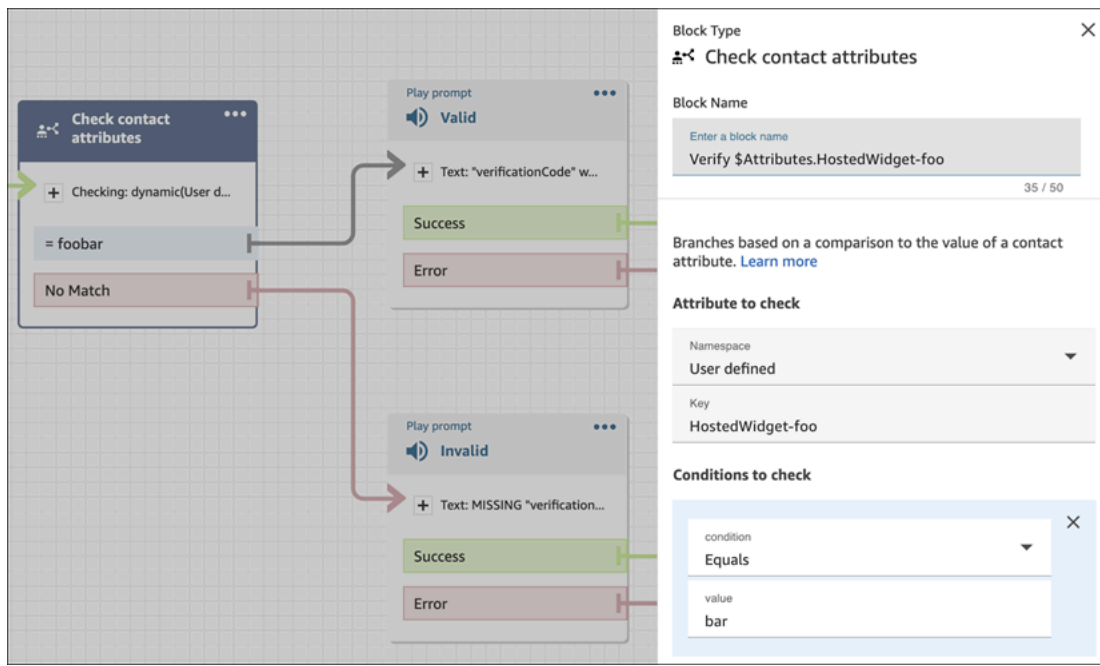 Check contact
attributes
Checking: dynamic(User d...
= foobar
No Match
Play prompt
Valid
Text: "verificationCode" w...
Success
Error
Play prompt
Invalid
Text: MISSING "verification...
Success
Error
Block Type
Check contact attributes
Block Name
Enter a block name
Verify $Attributes.HostedWidget-foo
35 / 50
Branches based on a comparison to the value of a contact
attribute. Learn more
Attribute to check
Namespace
User defined
Key
HostedWidget-foo
Conditions to check
condition
Equals
value
bar